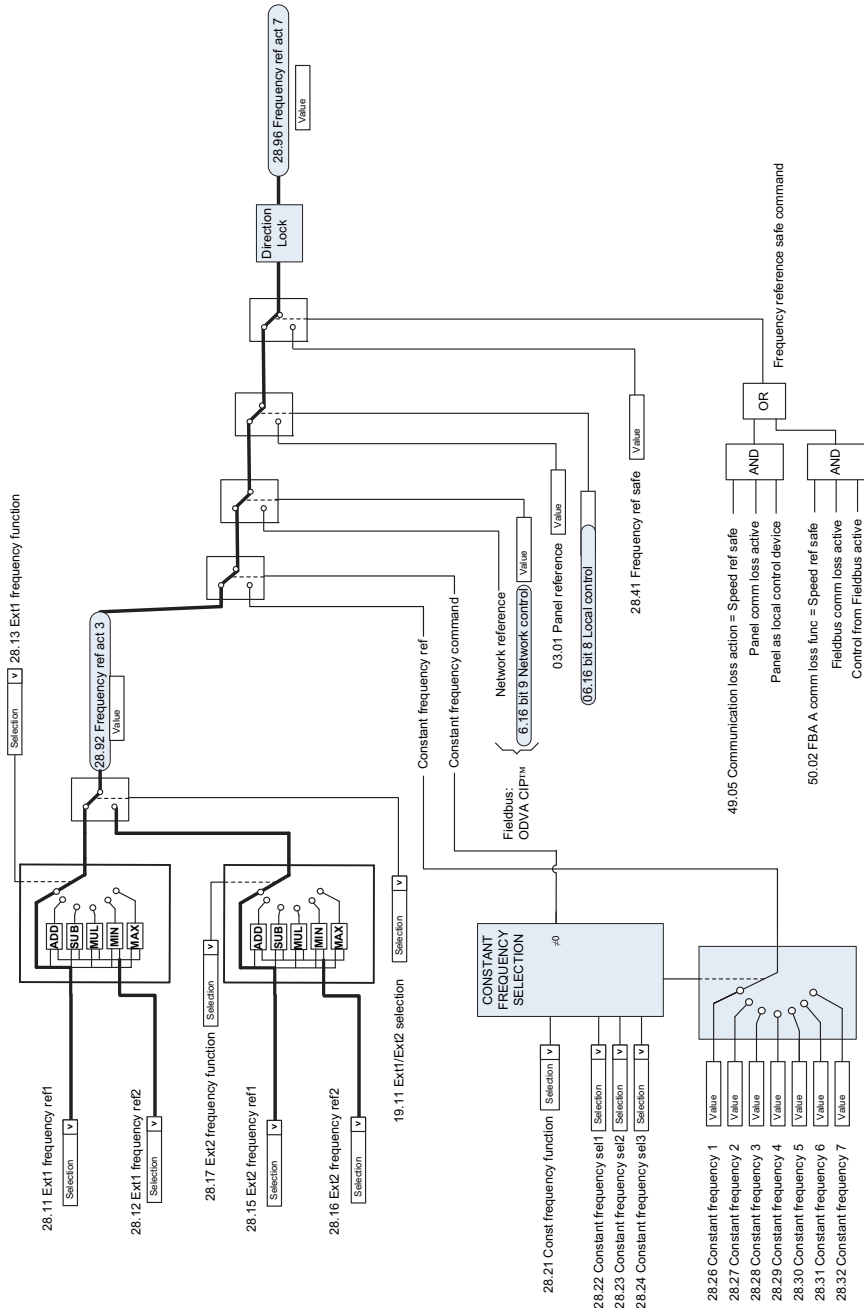 28.11 Ext1 frequency ref1
Selection v
28.12 Ext1 frequency ref2
Selection v
28.13 Ext1 frequency function
Selection v
ADD
SUB
MUL
MIN
MAX
28.17 Ext2 frequency function
Selection v
28.15 Ext2 frequency ref1
Selection v
28.16 Ext2 frequency ref2
Selection v
ADD
SUB
MUL
MIN
MAX
19.11 Ext1/Ext2 selection
Selection v
28.92 Frequency ref act 3
Value
Constant frequency ref
Constant frequency command
28.21 Const frequency function
Selection v
28.22 Constant frequency sel1
Selection v
28.23 Constant frequency sel2
Selection v
28.24 Constant frequency sel3
Selection v
CONSTANT
FREQUENCY
SELECTION
≠0
28.26 Constant frequency 1
Value
28.27 Constant frequency 2
Value
28.28 Constant frequency 3
Value
28.29 Constant frequency 4
Value
28.30 Constant frequency 5
Value
28.31 Constant frequency 6
Value
28.32 Constant frequency 7
Value
Fieldbus:
ODVA CIP™
Network reference
6.16 bit 9 Network control
Value
03.01 Panel reference
Value
06.16 bit 8 Local control
28.41 Frequency ref safe
Value
49.05 Communication loss action = Speed ref safe
Panel comm loss active
Panel as local control device
AND
50.02 FBA A comm loss func = Speed ref safe
Fieldbus comm loss active
Control from Fieldbus active
AND
OR
Frequency reference safe command
Direction
Lock
28.96 Frequency ref act 7
Value